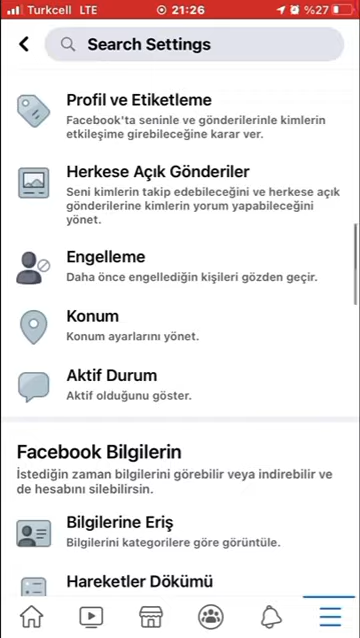 Turkcell LTE 21:26 %27
Search Settings
Profil ve Etiketleme
Facebook'ta seninle ve gönderilerinle kimlerin
etkileşime girebileceğine karar ver.
Herkese Açık Gönderiler
Seni kimlerin takip edebileceğini ve herkese açık
gönderilerine kimlerin yorum yapabileceğini
yönet.
Engelleme
Daha önce engellediğin kişileri gözden geçir.
Konum
Konum ayarlarını yönet.
Aktif Durum
Aktif olduğunu göster.
Facebook Bilgilerin
İstediğin zaman bilgilerini görebilir veya indirebilir ve
de hesabını silebilirsin.
Bilgilerine Eriş
Bilgilerini kategorilere göre görüntüle.
Hareketler Dökümü